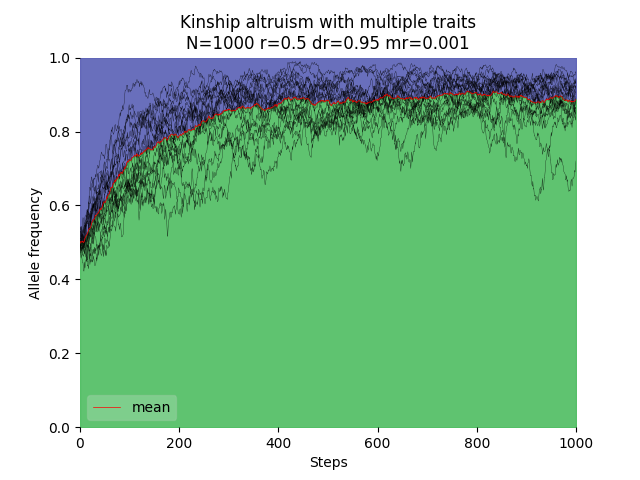 Kinship altruism with multiple traits
N=1000 r=0.5 dr=0.95 mr=0.001
1.0
0.8
0.6
0.4
0.2
0.0
Allele frequency
mean
0 200 400 600 800 1000
Steps